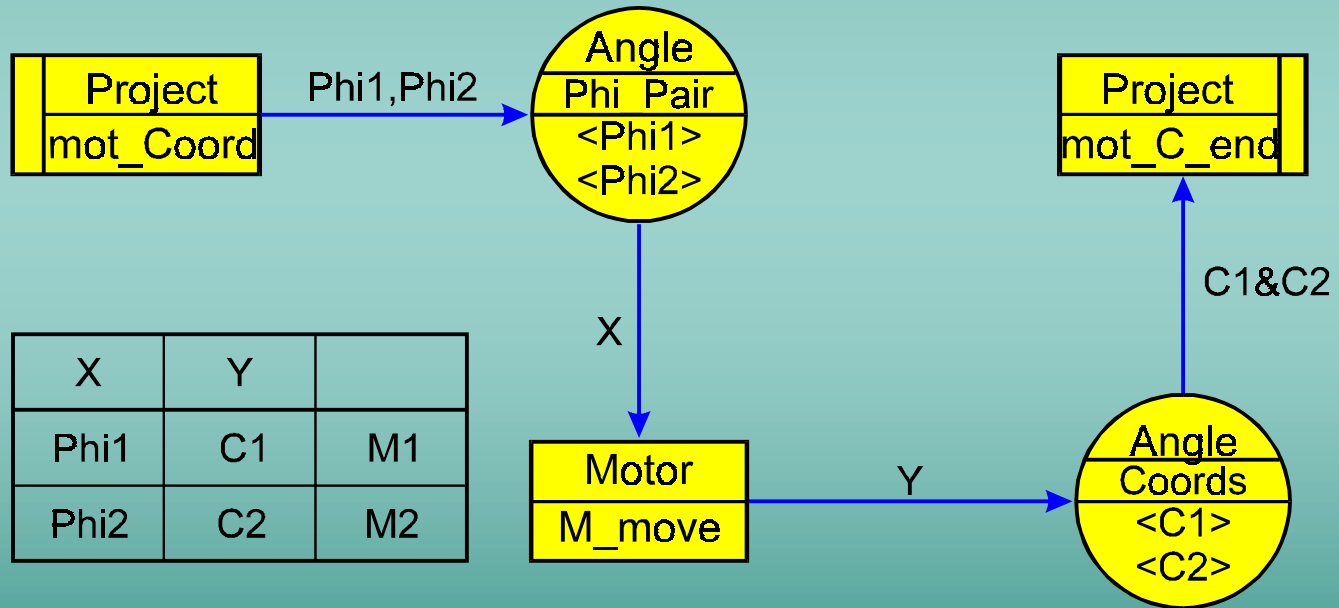 Project
mot_Coord
Phi1,Phi2
Angle
Phi_Pair
<Phi1>
<Phi2>
Project
mot_C_end
X
C1&C2
X Y
Phi1 C1 M1
Phi2 C2 M2
Motor
M_move
Y
Angle
Coords
<C1>
<C2>